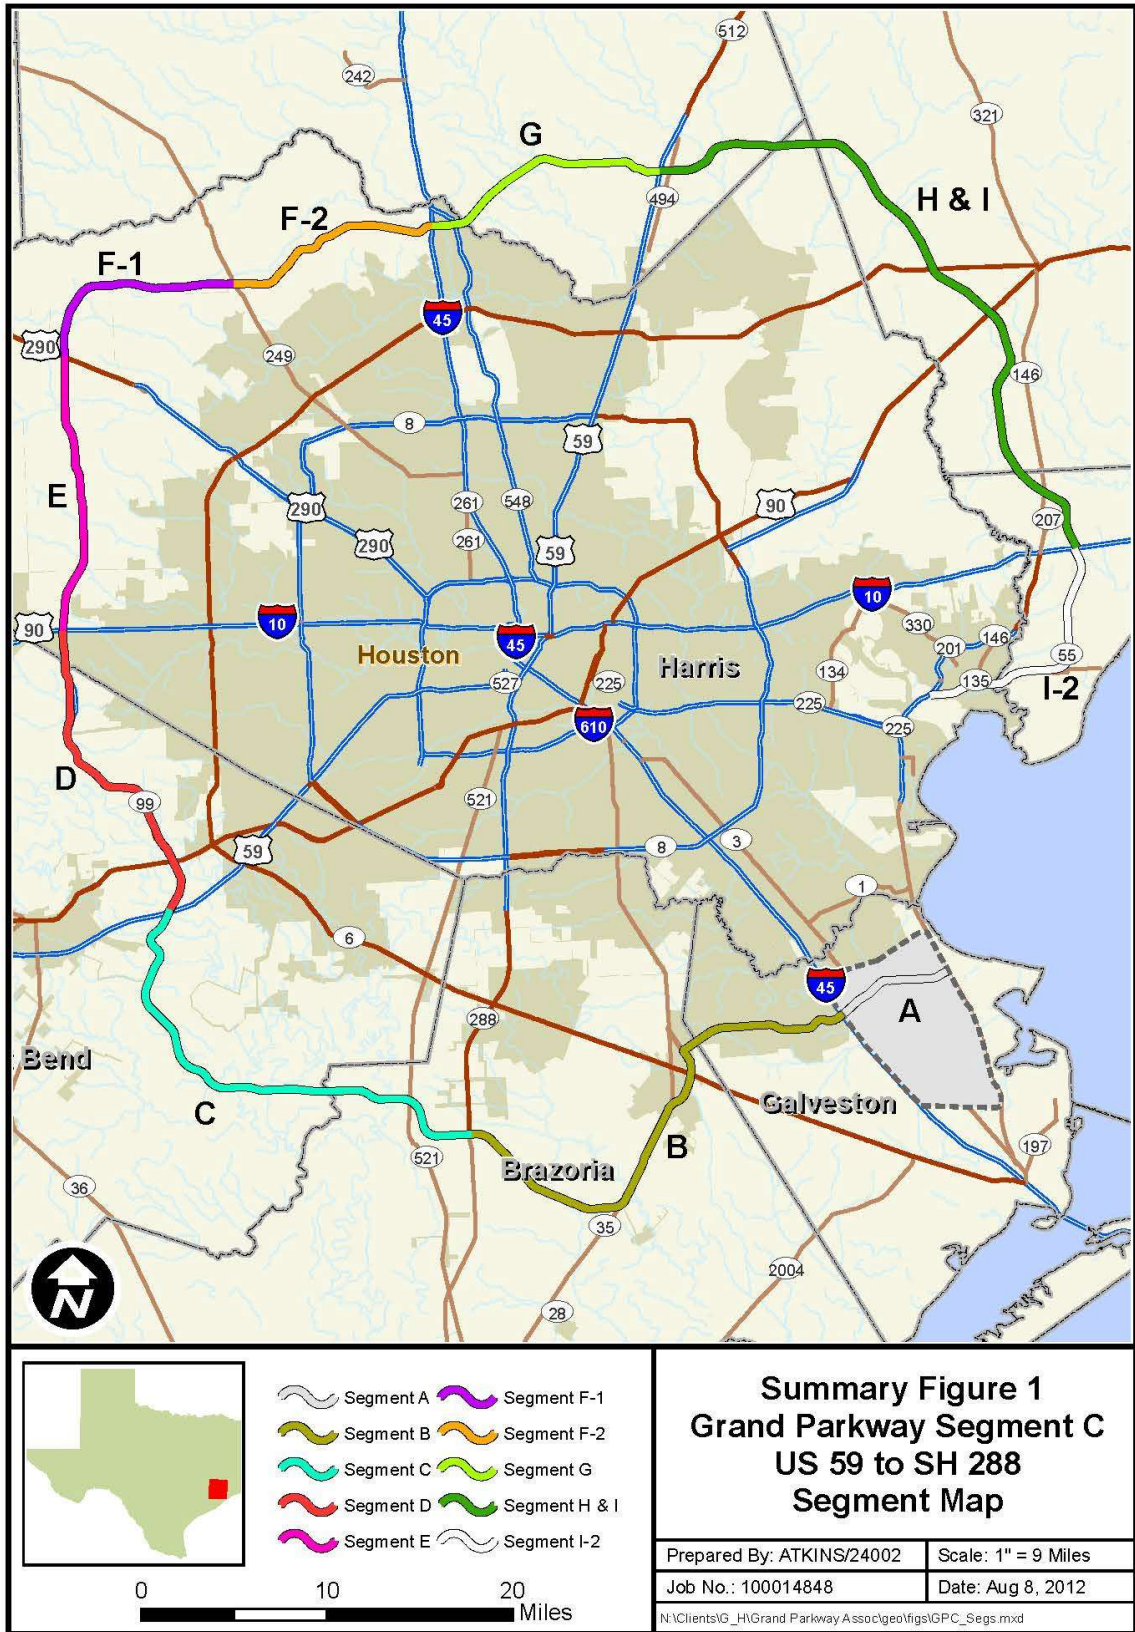 512
242
321
G
494
H & I
F-2
F-1
45
290
249
146
8
59
E
290
261
548
90
207
290
261
59
10
10
330
90
45
Houston
Harris
201
146
134
55
527
225
135
I-2
225
610
225
D
99
521
3
59
8
1
6
45
A
288
Bend
C
Galveston
B
521
Brazoria
197
36
35
2004
28
N
Segment A
Segment F-1
Segment B
Segment F-2
Segment C
Segment G
Segment D
Segment H & I
Segment E
Segment I-2
0 10 20
Miles
Summary Figure 1
Grand Parkway Segment C
US 59 to SH 288
Segment Map
Prepared By: ATKINS/24002
Scale: 1" = 9 Miles
Job No.: 100014848
Date: Aug 8, 2012
N:\Clients\G_H\Grand Parkway Assoc\geo\figs\GPC_Segs.mxd